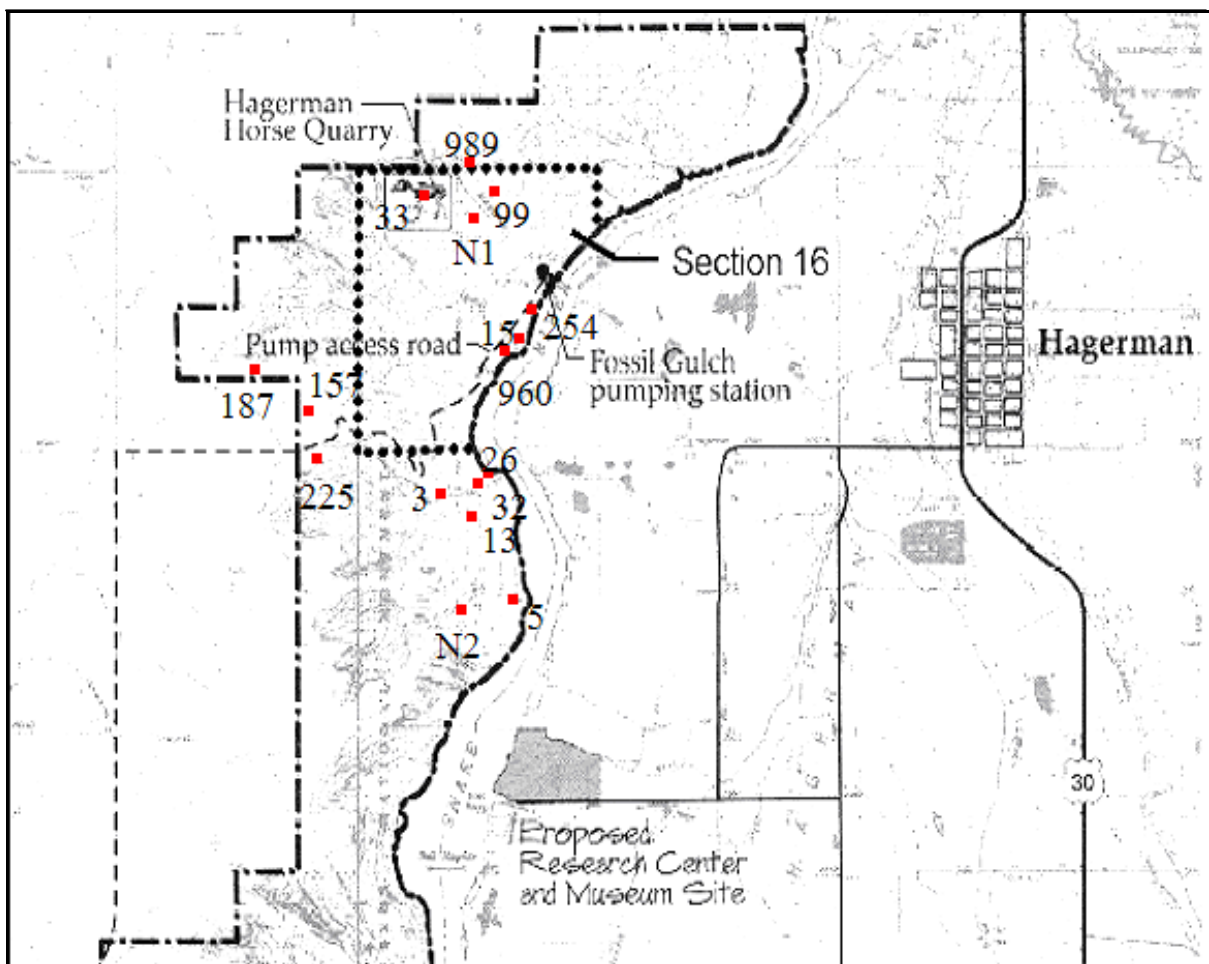 Hagerman
Horse Quarry
989
33
99
N1
Section 16
15
254
Pump access road
Fossil Gulch
pumping station
Hagerman
960
187
157
26
225
3
32
13
5
N2
SNAKE
30
Proposed
Research Center
and Museum Site